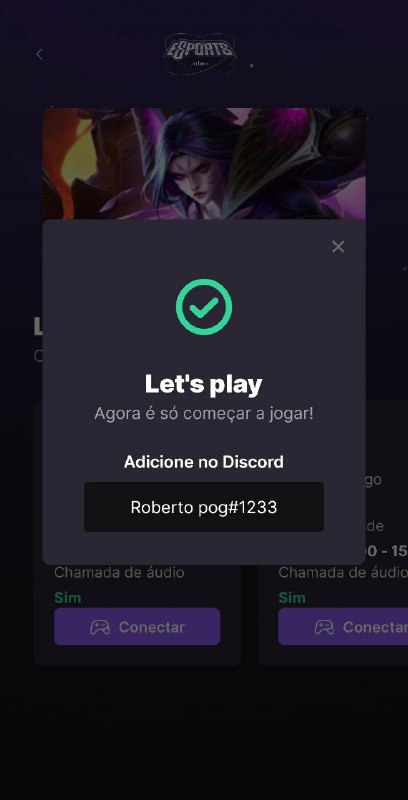 ESPORTS
Let's play
Agora é só começar a jogar!
Adicione no Discord
Roberto pog#1233
Chamada de áudio
Sim
Conectar
Chamada de áudio
Sim
Conectar